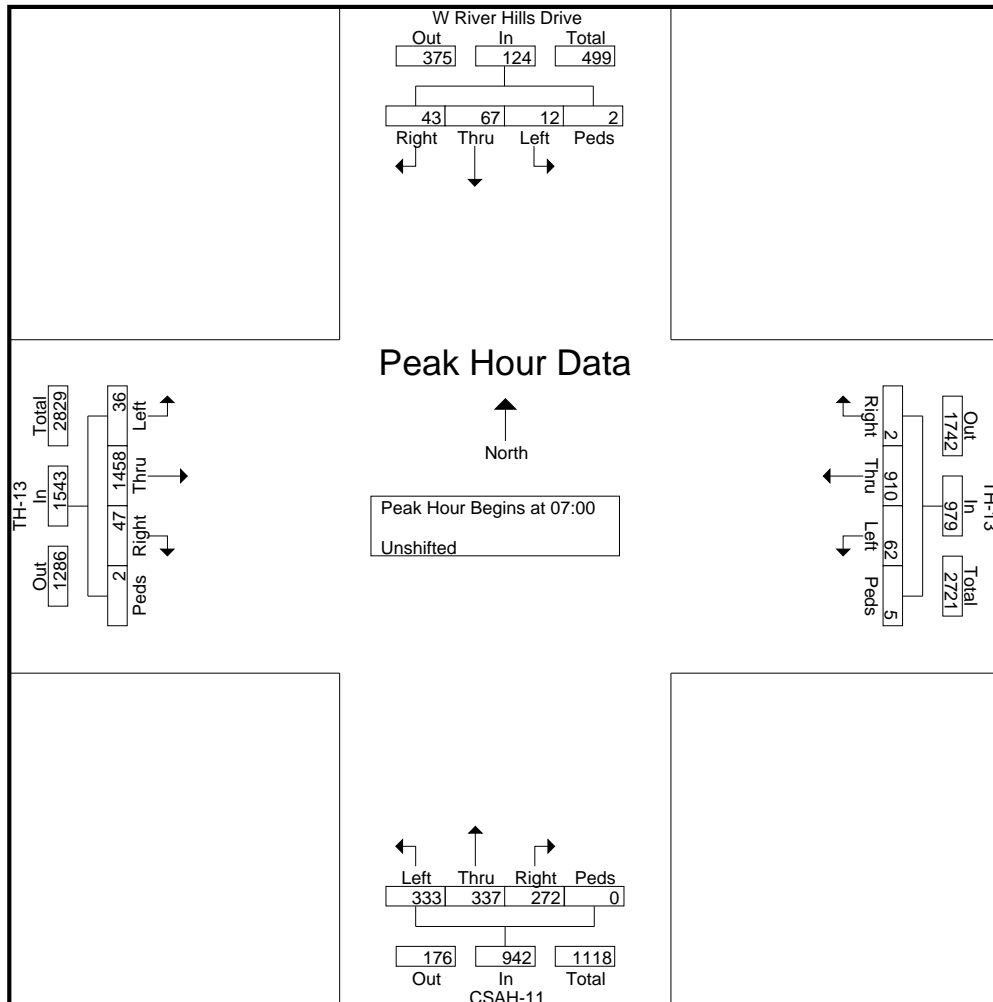 W River Hills Drive
Out In Total
375 124 499
43 67 12 2
Right Thru Left Peds
Peak Hour Data
North
Peak Hour Begins at 07:00
Unshifted
TH-13
Total In Out
2829 1543 1286
36 1458 47 2
Left Thru Right Peds
TH-13
Out In Total
1742 979 2721
2 910 62 5
Right Thru Left Peds
Left Thru Right Peds
333 337 272 0
176 942 1118
Out In Total
CSAH-11